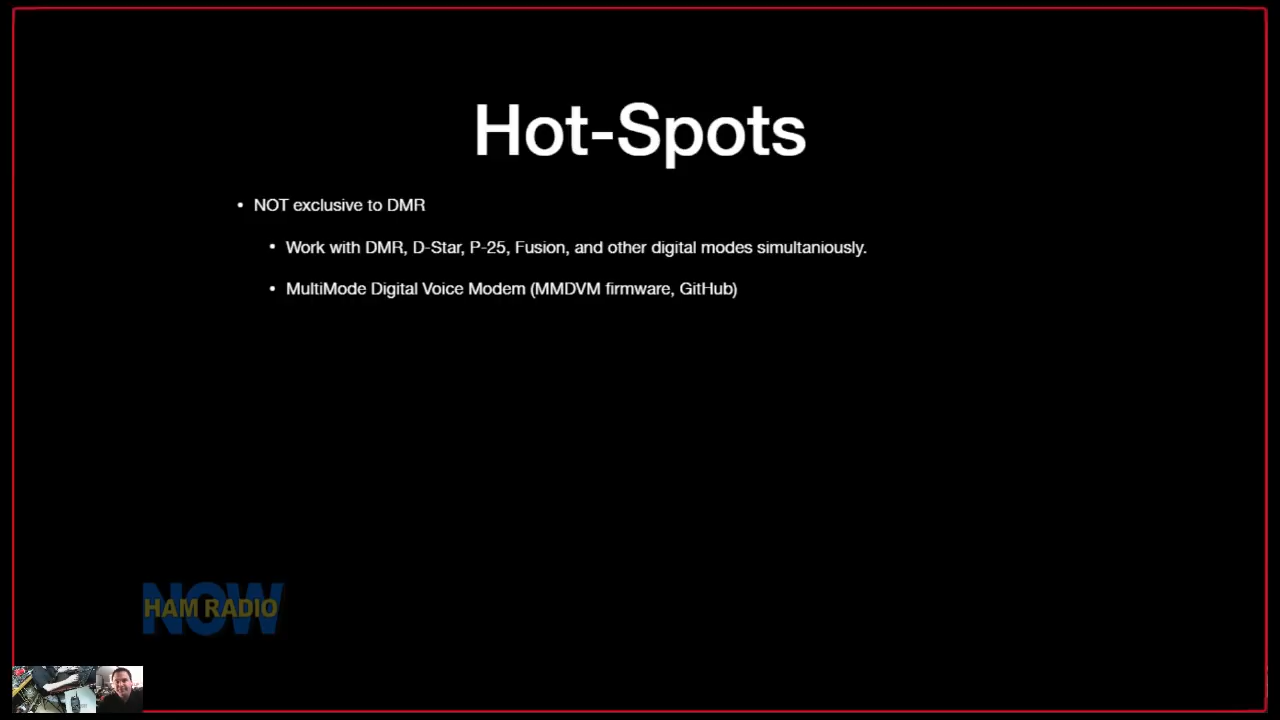 Hot-Spots
• NOT exclusive to DMR
• Work with DMR, D-Star, P-25, Fusion, and other digital modes simultaniously.
• MultiMode Digital Voice Modem (MMDVM firmware, GitHub)
NOW
HAM RADIO